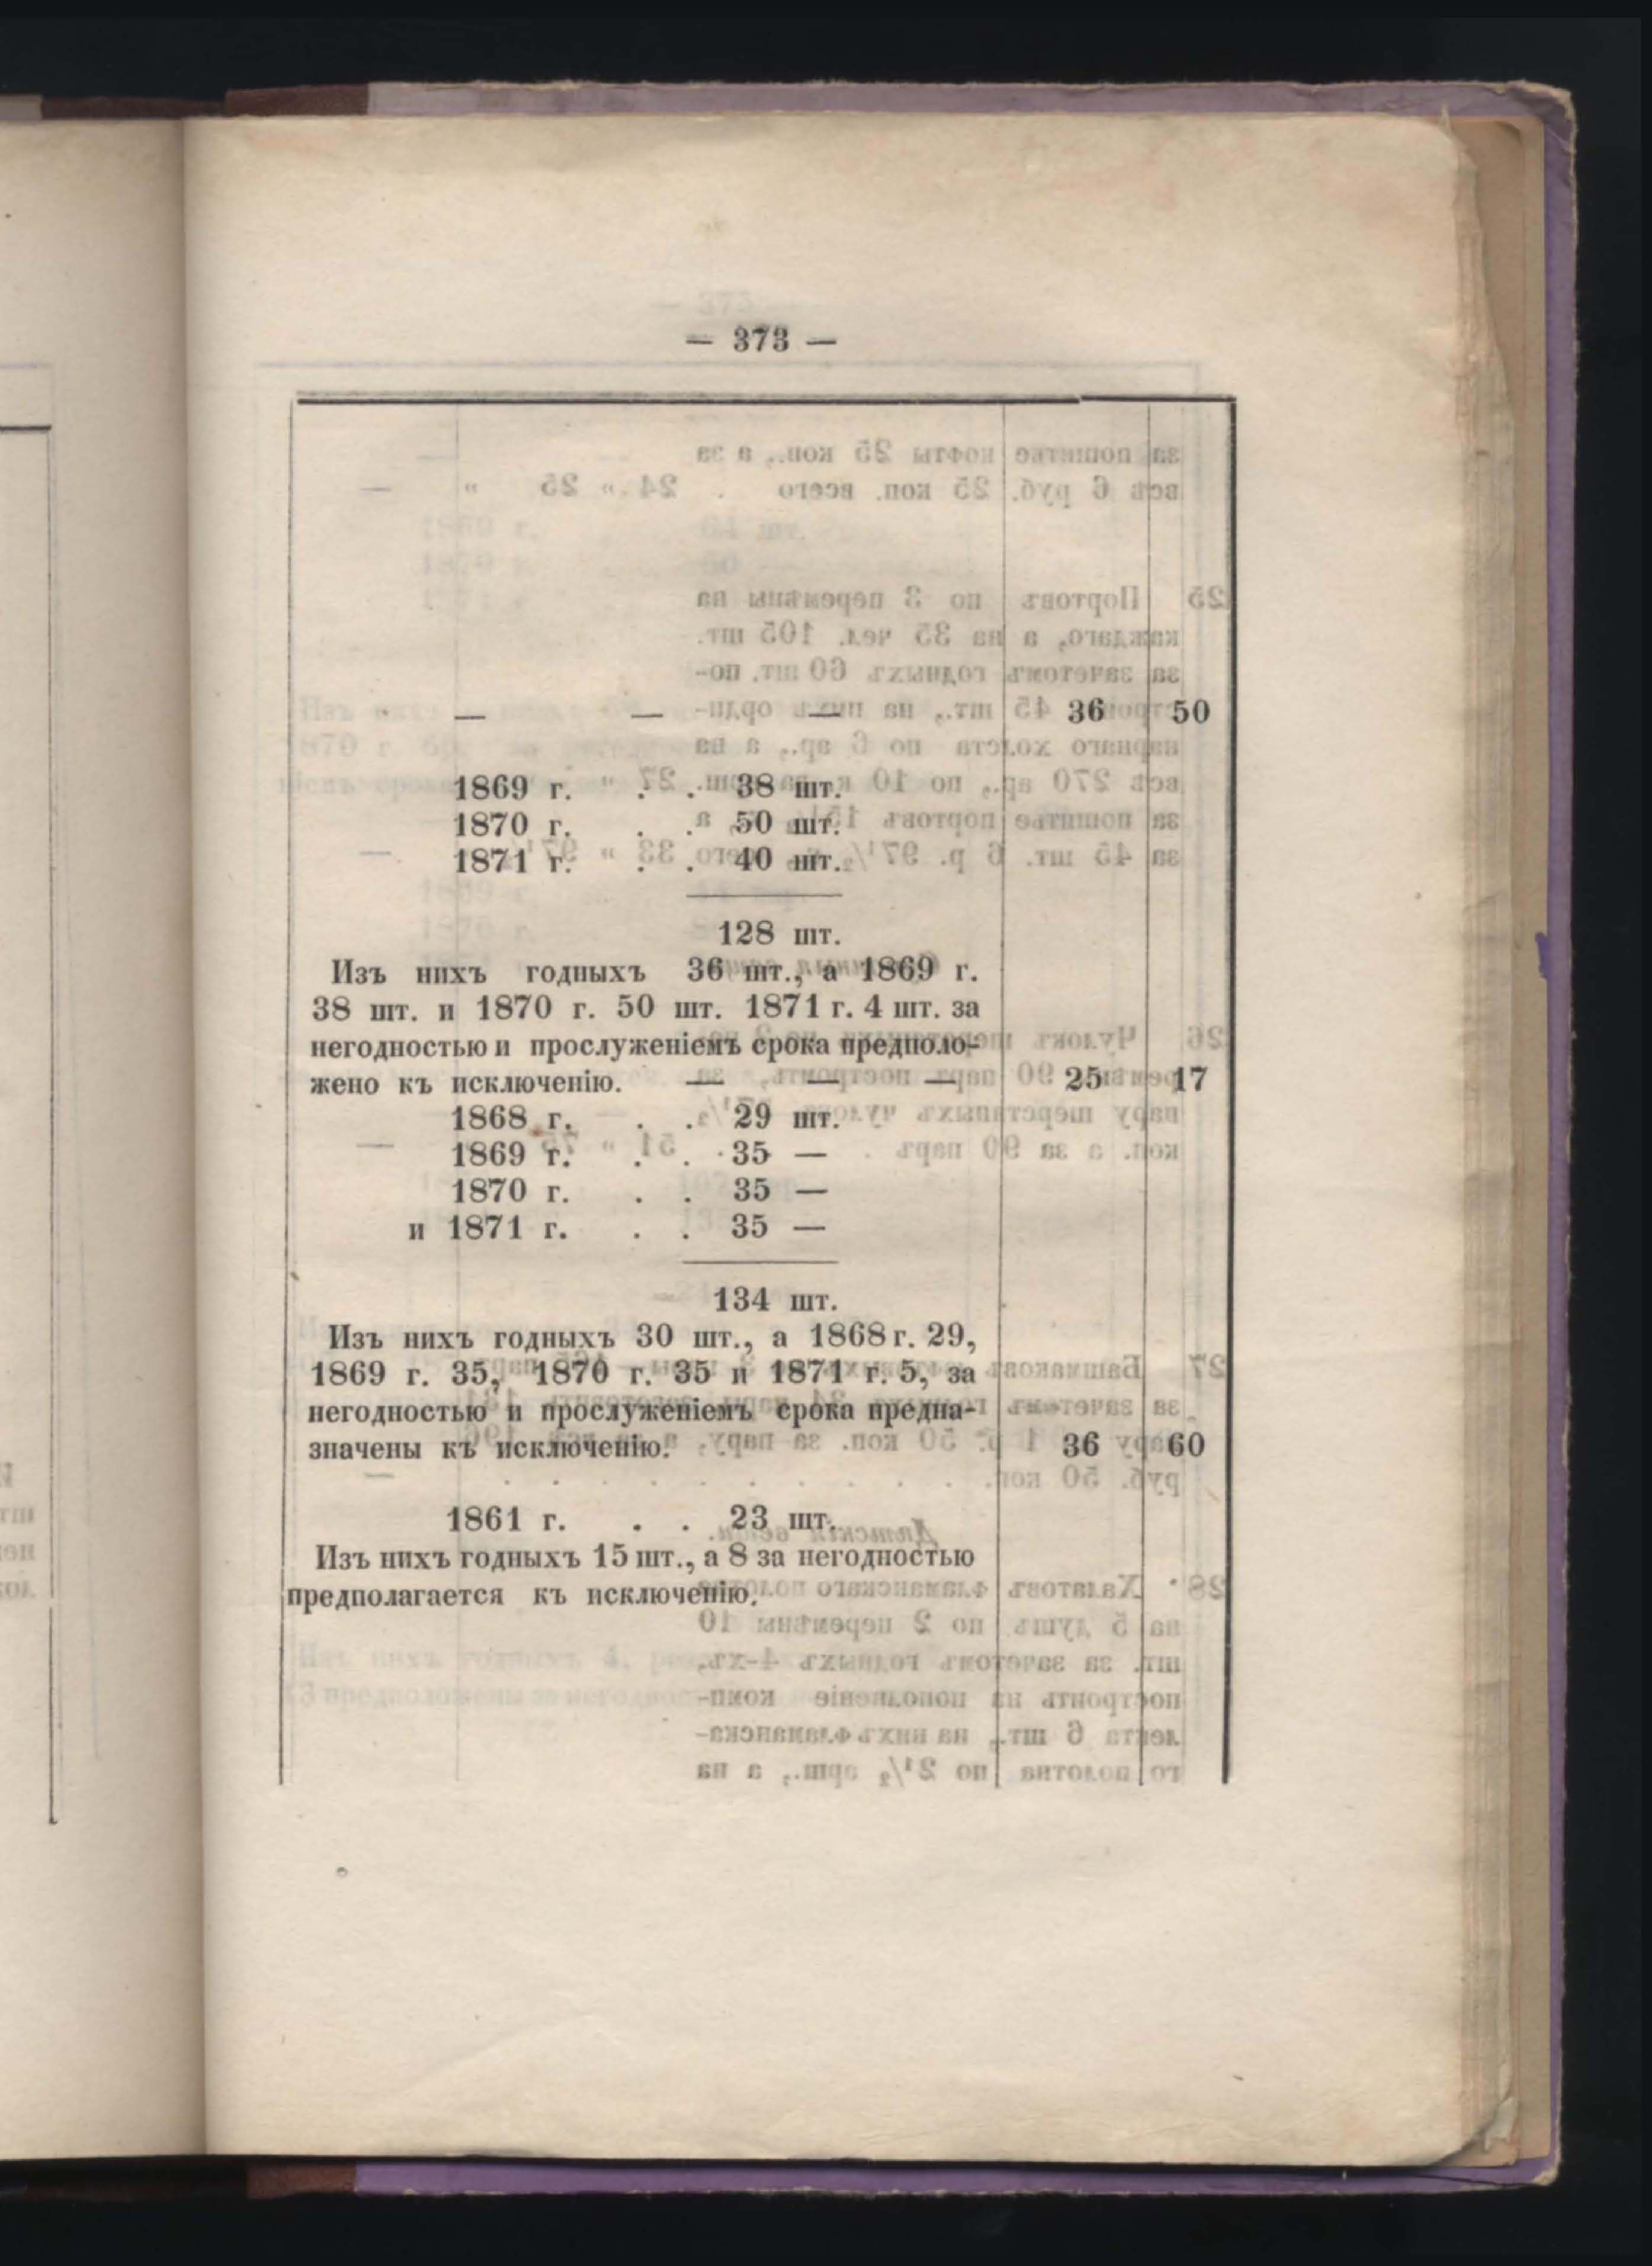 — 373 —
— — — 36 50
1869 г. . . 38 шт.
1870 г. . . 50 шт.
1871 г. . . 40 шт.
128 шт.
Изъ нихъ годныхъ 36 шт., а 1869 г.
38 шт. и 1870 г. 50 шт. 1871 г. 4 шт. за
негодностью и прослуженіемъ срока предполо-
жено къ исключенію. — — — 25 17
1868 г. . . 29 шт.
1869 г. . . 35 —
1870 г. . . 35 —
и 1871 г. . . 35 —
134 шт.
Изъ нихъ годныхъ 30 шт., а 1868 г. 29,
1869 г. 35, 1870 г. 35 и 1871 г. 5, за
негодностью и прослуженіемъ срока предна-
значены къ исключенію. 36 60
1861 г. . . 23 шт.
Изъ нихъ годныхъ 15 шт., а 8 за негодностью
предполагается къ исключенію.